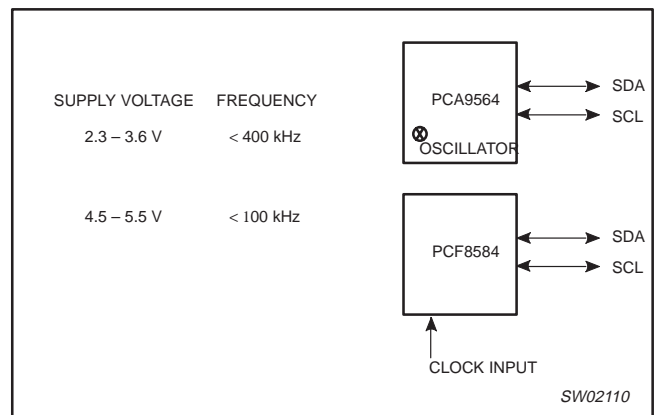 SUPPLY VOLTAGE FREQUENCY
2.3 – 3.6 V < 400 kHz
4.5 – 5.5 V < 100 kHz
PCA9564
OSCILLATOR
SDA
SCL
PCF8584
SDA
SCL
CLOCK INPUT
SW02110